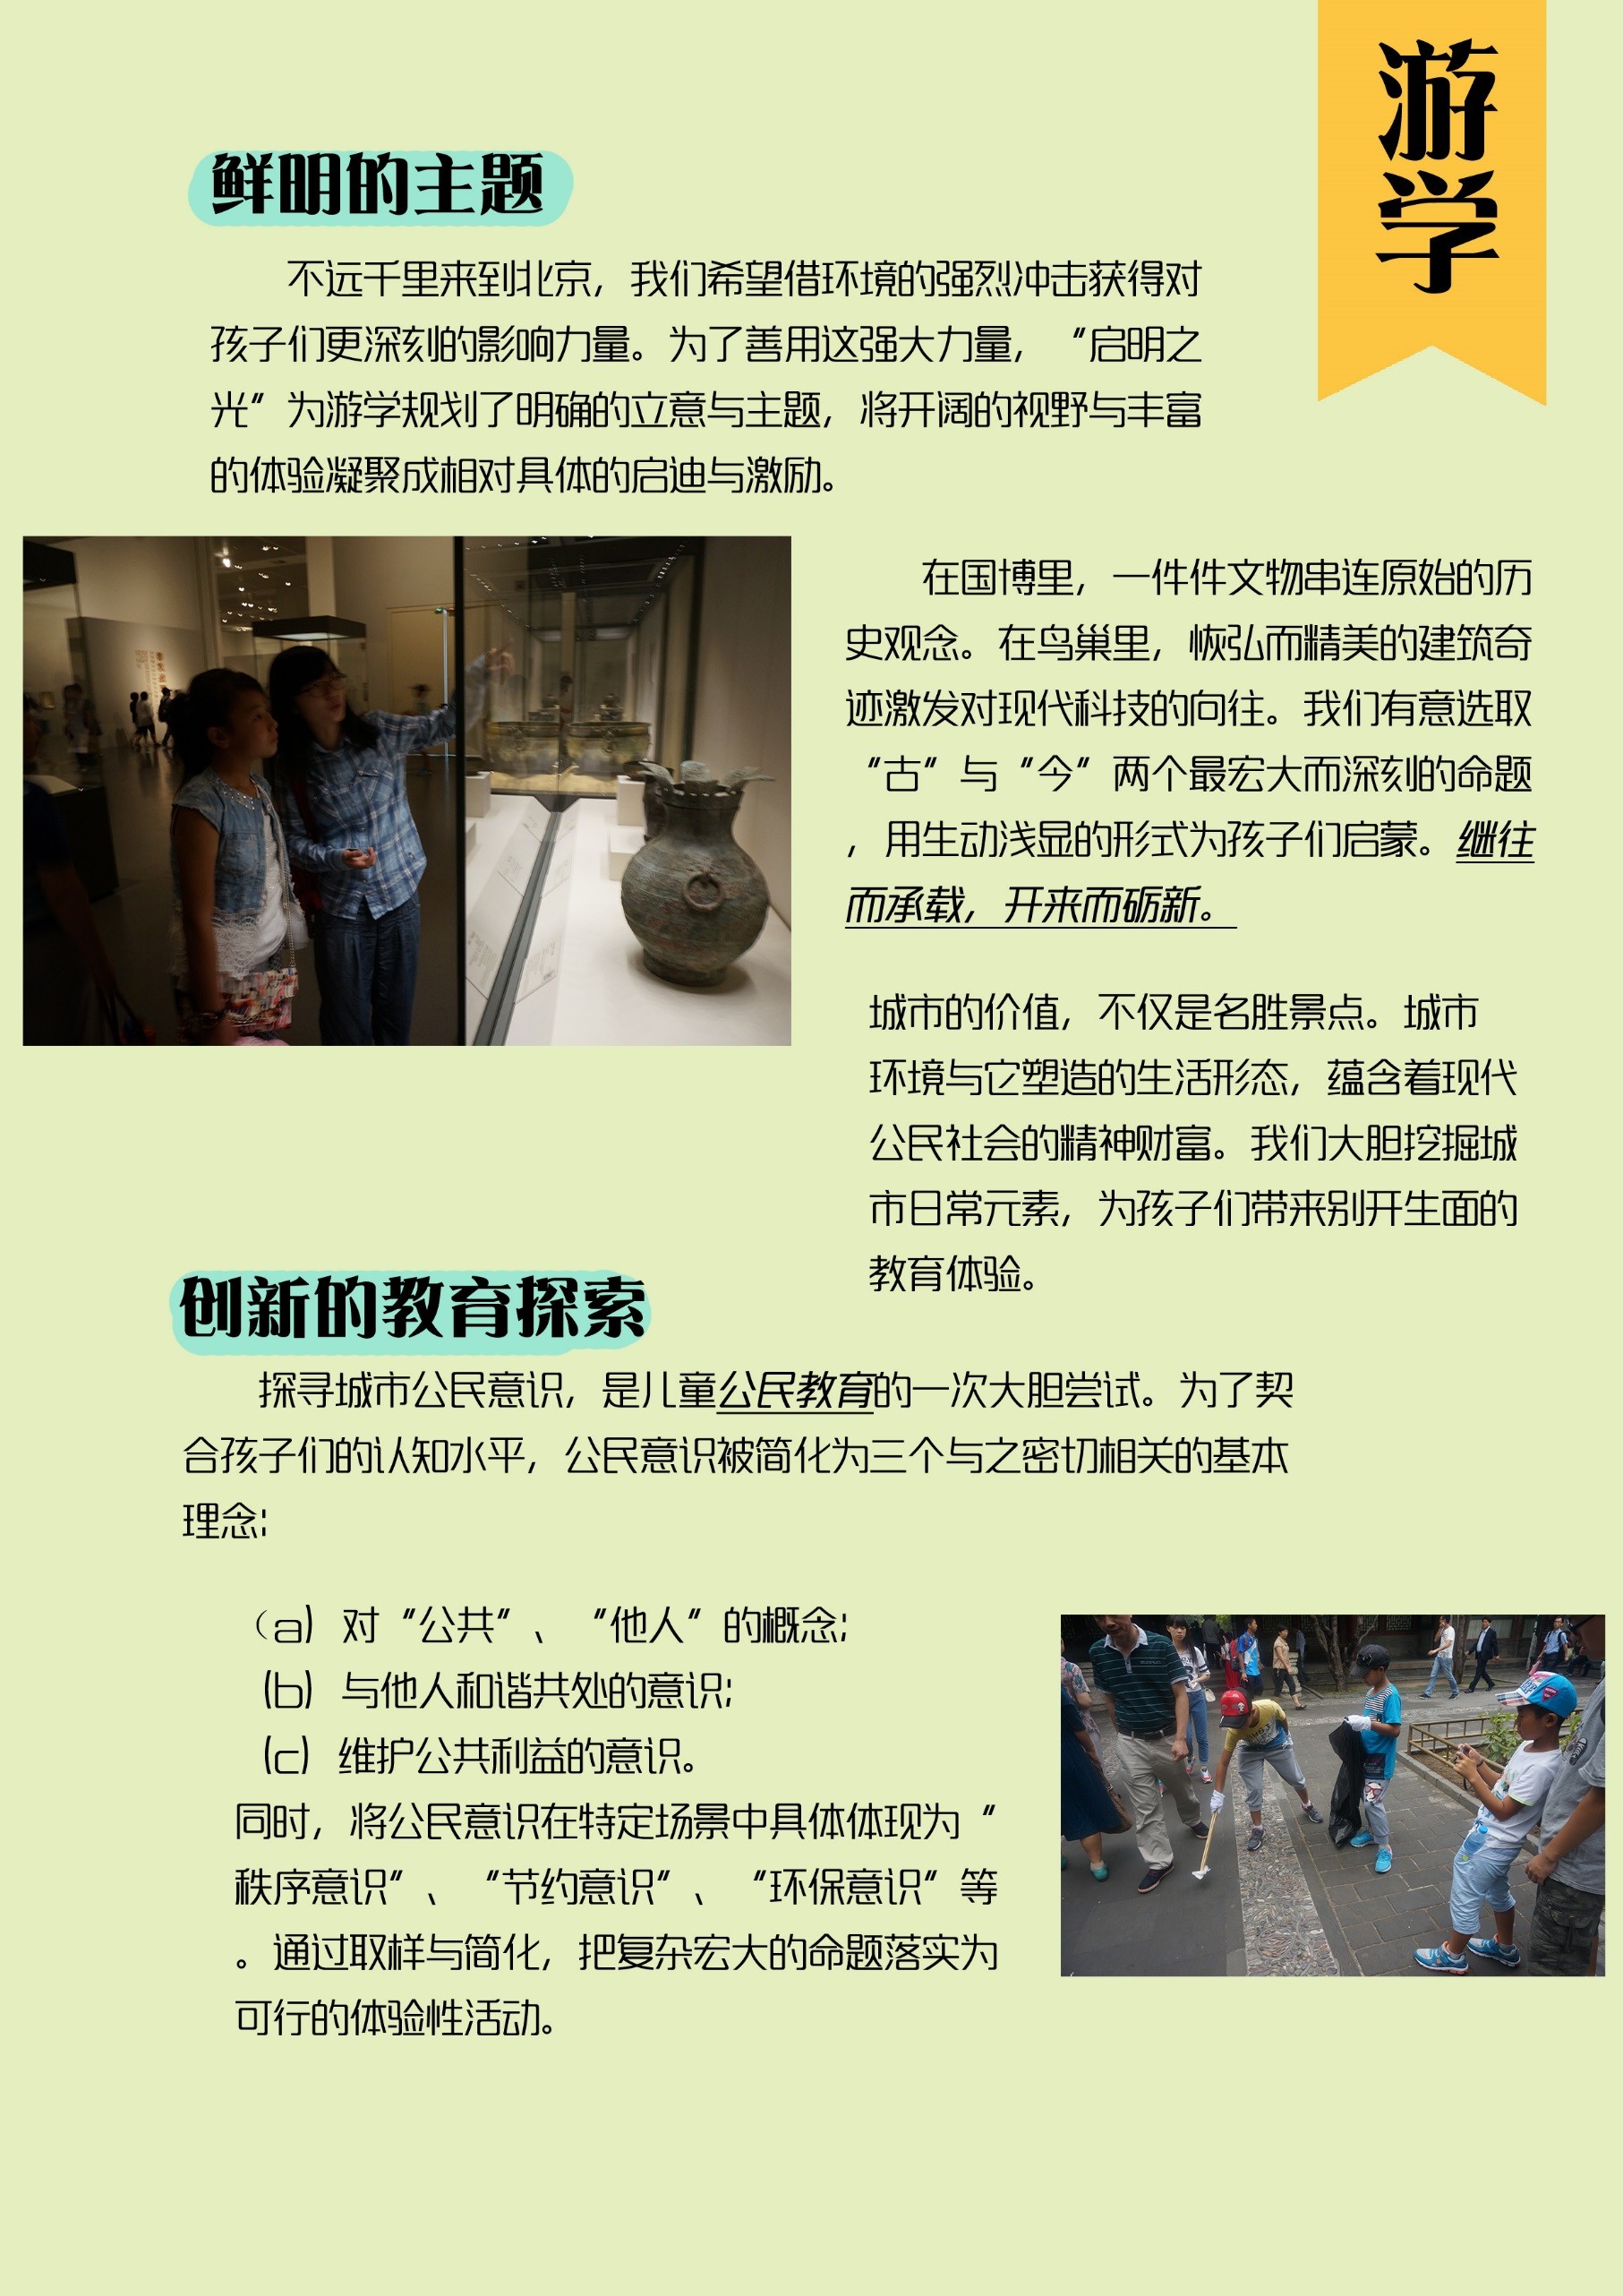 游
学
鲜明的主题
不远千里来到北京，我们希望借环境的强烈冲击获得对
孩子们更深刻的影响力量。为了善用这强大力量，“启明之
光”为游学规划了明确的立意与主题，将开阔的视野与丰富
的体验凝聚成相对具体的启迪与激励。
在国博里，一件件文物串连原始的历
史观念。在鸟巢里，恢弘而精美的建筑奇
迹激发对现代科技的向往。我们有意选取
“古”与“今”两个最宏大而深刻的命题
，用生动浅显的形式为孩子们启蒙。继往
而承载，开来而砺新。
城市的价值，不仅是名胜景点。城市
环境与它塑造的生活形态，蕴含着现代
公民社会的精神财富。我们大胆挖掘城
市日常元素，为孩子们带来别开生面的
教育体验。
创新的教育探索
探寻城市公民意识，是儿童公民教育的一次大胆尝试。为了契
合孩子们的认知水平，公民意识被简化为三个与之密切相关的基本
理念：
（a）对“公共”、“他人”的概念；
（b）与他人和谐共处的意识；
（c）维护公共利益的意识。
同时，将公民意识在特定场景中具体体现为“
秩序意识”、“节约意识”、“环保意识”等
。通过取样与简化，把复杂宏大的命题落实为
可行的体验性活动。